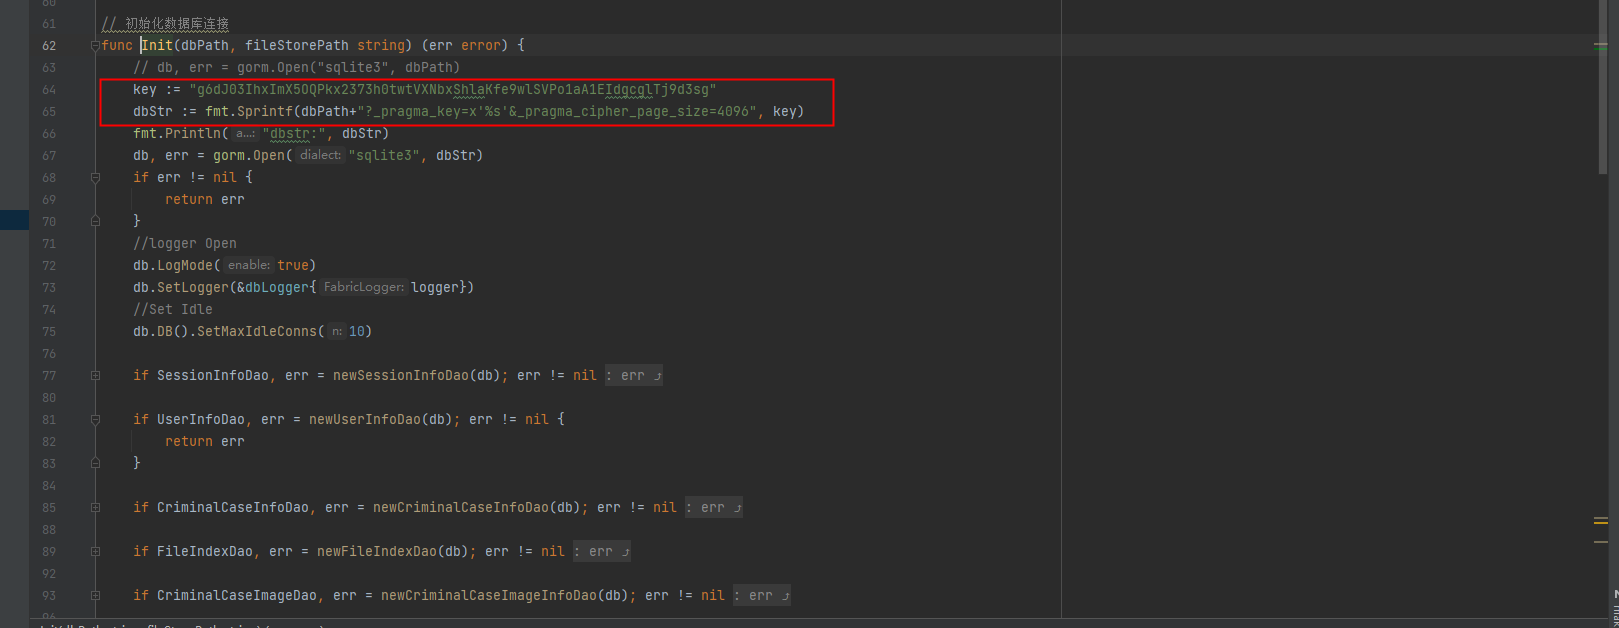 60
61 // 初始化数据库连接
62 func Init(dbPath, fileStorePath string) (err error) {
63 // db, err = gorm.Open("sqlite3", dbPath)
64 key := "g6dJ03IhxImX5OQPkx2373h0twtVXNbxShlaKfe9wlSVPo1aA1EIdgcglTj9d3sg"
65 dbStr := fmt.Sprintf(dbPath+"?_pragma_key=x'%s'&_pragma_cipher_page_size=4096", key)
66 fmt.Println( a...: "dbstr:", dbStr)
67 db, err = gorm.Open( dialect: "sqlite3", dbStr)
68 if err != nil {
69 return err
70 }
71 //logger Open
72 db.LogMode( enable: true)
73 db.SetLogger(&dbLogger{ FabricLogger: logger})
74 //Set Idle
75 db.DB().SetMaxIdleConns( n: 10)
76
77 if SessionInfoDao, err = newSessionInfoDao(db); err != nil : err
80
81 if UserInfoDao, err = newUserInfoDao(db); err != nil {
82 return err
83 }
84
85 if CriminalCaseInfoDao, err = newCriminalCaseInfoDao(db); err != nil : err
88
89 if FileIndexDao, err = newFileIndexDao(db); err != nil : err
92
93 if CriminalCaseImageDao, err = newCriminalCaseImageInfoDao(db); err != nil : err
96